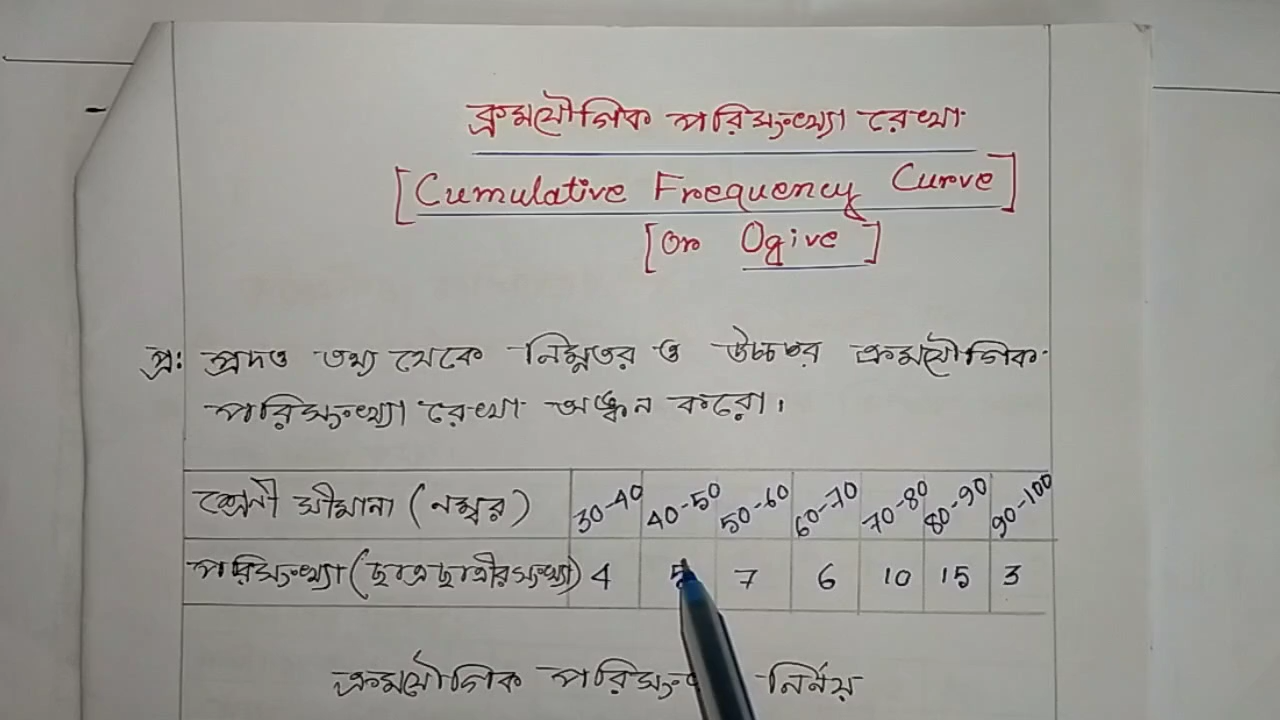 ক্রমযৌগিক পরিসংখ্যা রেখা
[Cumulative Frequency Curve]
[or Ogive]
প্র: প্রদত্ত তথ্য থেকে নিম্নতর ও উচ্চতর ক্রমযৌগিক
পরিসংখ্যা রেখা অঙ্কন করো।
শ্রেণী সীমানা (নম্বর) 30-40 40-50 50-60 60-70 70-80 80-90 90-100
পরিসংখ্যা (ছাত্রছাত্রীর সংখ্যা) 4 7 6 10 15 3
ক্রমযৌগিক নির্ণয়